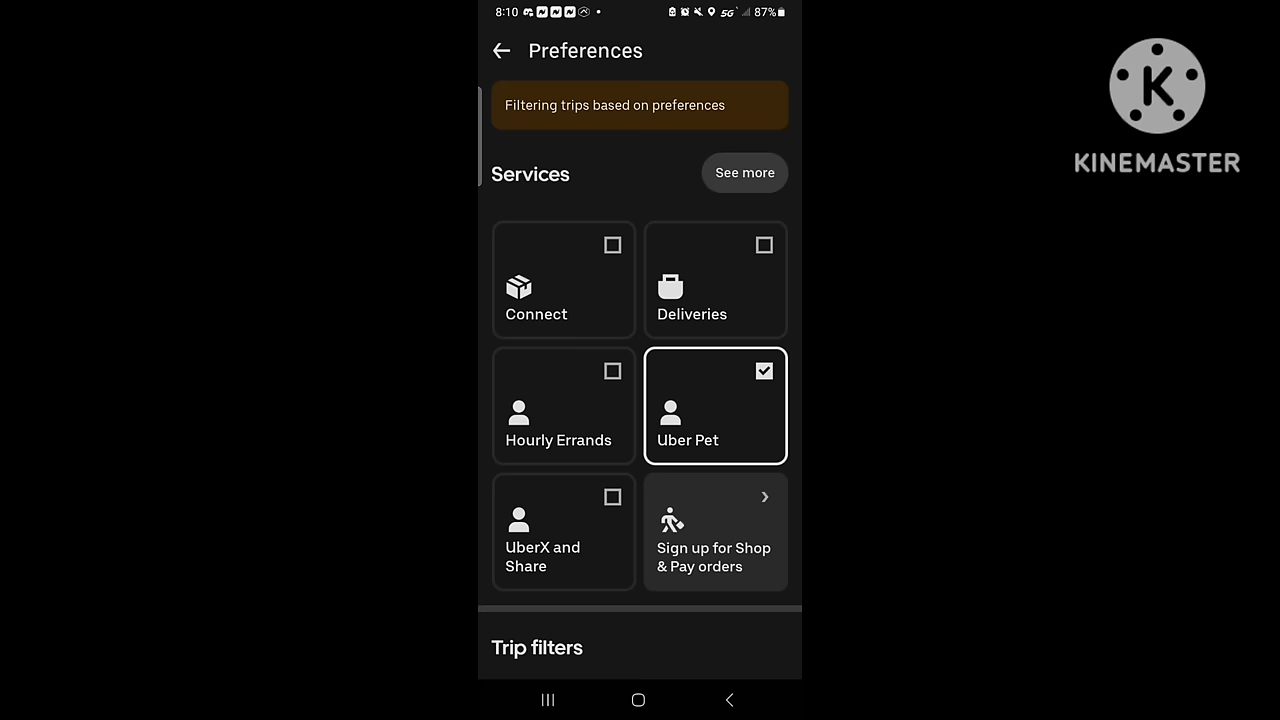 8:10
5G
87%
Preferences
Filtering trips based on preferences
Services
See more
Connect
Deliveries
Hourly Errands
Uber Pet
UberX and
Share
Sign up for Shop
& Pay orders
Trip filters
K
KINEMASTER